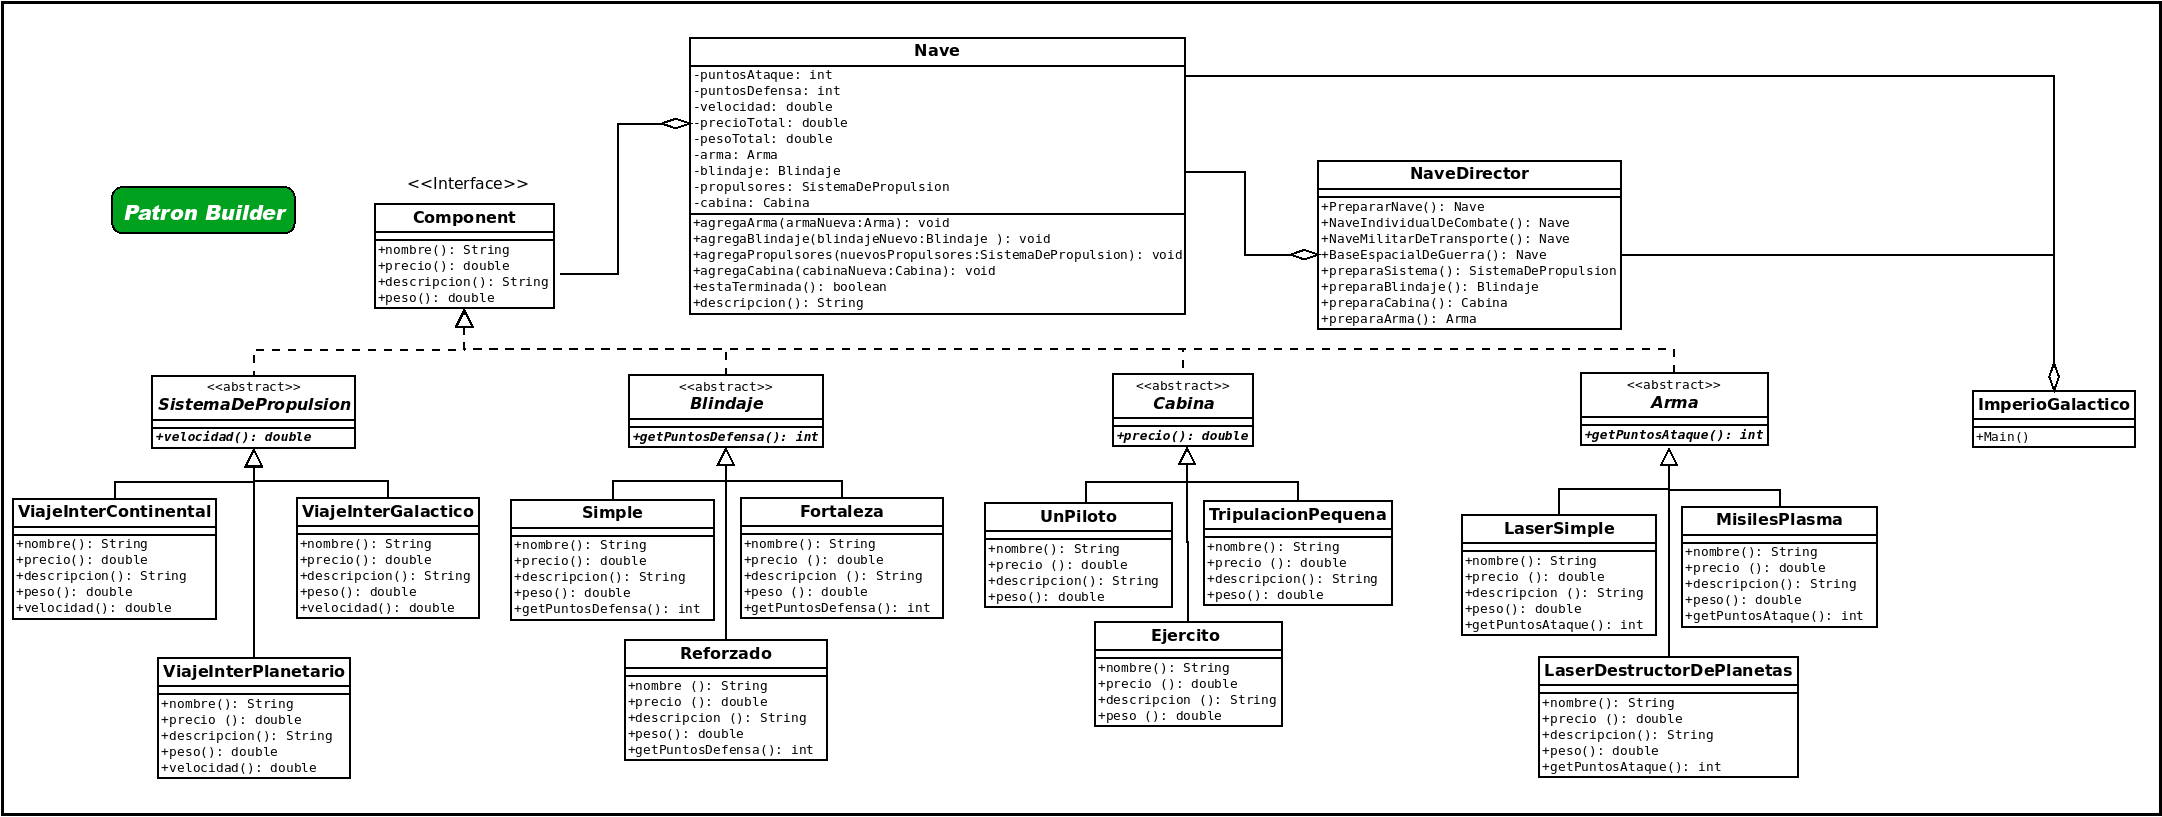 Nave
-puntosAtaque: int
-puntosDefensa: int
-velocidad: double
-precioTotal: double
-pesoTotal: double
-arma: Arma
-blindaje: Blindaje
-propulsores: SistemaDePropulsion
-cabina: Cabina
+agregaArma(armaNueva:Arma): void
+agregaBlindaje(blindajeNuevo:Blindaje ): void
+agregaPropulsores(nuevosPropulsores:SistemaDePropulsion): void
+agregaCabina(cabinaNueva:Cabina): void
+estaTerminada(): boolean
+descripcion(): String
NaveDirector
+PrepararNave(): Nave
+NaveIndividualDeCombate(): Nave
+NaveMilitarDeTransporte(): Nave
+BaseEspacialDeGuerra(): Nave
+preparaSistema(): SistemaDePropulsion
+preparaBlindaje(): Blindaje
+preparaCabina(): Cabina
+preparaArma(): Arma
Patron Builder
<<Interface>>
Component
+nombre(): String
+precio(): double
+descripcion(): String
+peso(): double
<<abstract>>
SistemaDePropulsion
+velocidad(): double
<<abstract>>
Blindaje
+getPuntosDefensa(): int
<<abstract>>
Cabina
+precio(): double
<<abstract>>
Arma
+getPuntosAtaque(): int
ImperioGalactico
+Main()
ViajeInterContinental
+nombre(): String
+precio(): double
+descripcion(): String
+peso(): double
+velocidad(): double
ViajeInterGalactico
+nombre(): String
+precio(): double
+descripcion(): String
+peso(): double
+velocidad(): double
Simple
+nombre(): String
+precio(): double
+descripcion(): String
+peso(): double
+getPuntosDefensa(): int
Fortaleza
+nombre(): String
+precio (): double
+descripcion (): String
+peso (): double
+getPuntosDefensa(): int
UnPiloto
+nombre(): String
+precio (): double
+descripcion(): String
+peso(): double
TripulacionPequena
+nombre(): String
+precio (): double
+descripcion(): String
+peso(): double
LaserSimple
+nombre(): String
+precio (): double
+descripcion (): String
+peso(): double
+getPuntosAtaque(): int
MisilesPlasma
+nombre(): String
+precio (): double
+descripcion(): String
+peso(): double
+getPuntosAtaque(): int
ViajeInterPlanetario
+nombre(): String
+precio (): double
+descripcion(): String
+peso(): double
+velocidad(): double
Reforzado
+nombre (): String
+precio (): double
+descripcion (): String
+peso(): double
+getPuntosDefensa(): int
Ejercito
+nombre(): String
+precio (): double
+descripcion (): String
+peso (): double
LaserDestructorDePlanetas
+nombre(): String
+precio (): double
+descripcion(): String
+peso(): double
+getPuntosAtaque(): int